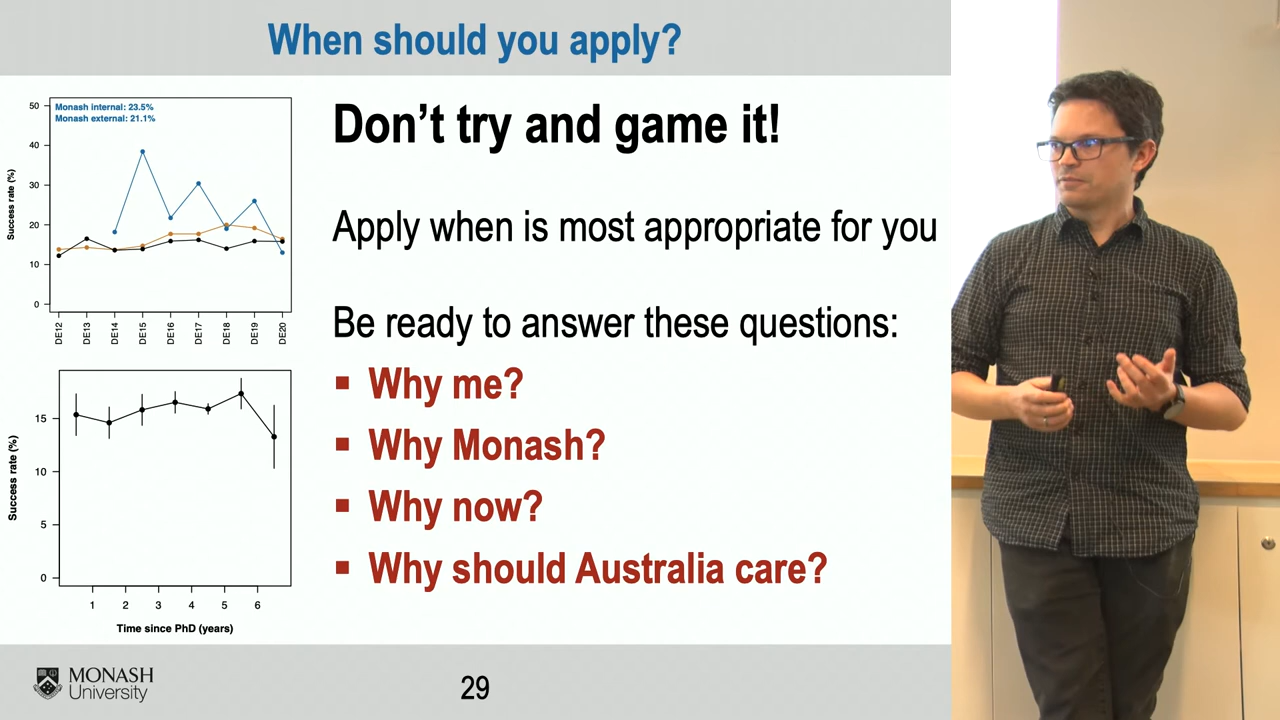 When should you apply?
Monash internal: 23.5%
Monash external: 21.1%
50
40
30
20
10
0
Success rate (%)
DE12
DE13
DE14
DE15
DE16
DE17
DE18
DE19
DE20
15
10
5
0
Success rate (%)
1 2 3 4 5 6
Time since PhD (years)
Don't try and game it!
Apply when is most appropriate for you
Be ready to answer these questions:
▪ Why me?
▪ Why Monash?
▪ Why now?
▪ Why should Australia care?
MONASH
University
29